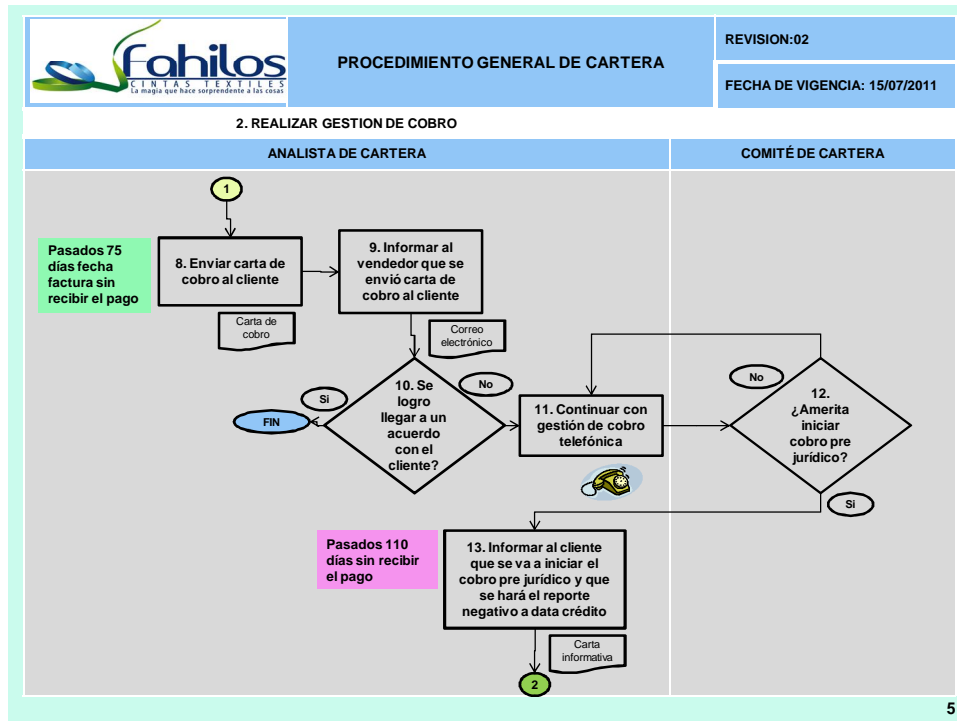 Fahilos
CINTAS TEXTILES
La magia que hace sorprendente a las cosas
PROCEDIMIENTO GENERAL DE CARTERA
REVISION:02
FECHA DE VIGENCIA: 15/07/2011
2. REALIZAR GESTION DE COBRO
ANALISTA DE CARTERA
COMITÉ DE CARTERA
1
Pasados 75
días fecha
factura sin
recibir el pago
8. Enviar carta de
cobro al cliente
9. Informar al
vendedor que se
envió carta de
cobro al cliente
Carta de
cobro
Correo
electrónico
10. Se
logro
llegar a un
acuerdo
con el
cliente?
Si
No
FIN
11. Continuar con
gestión de cobro
telefónica
No
12.
¿Amerita
iniciar
cobro pre
jurídico?
Si
Pasados 110
días sin recibir
el pago
13. Informar al cliente
que se va a iniciar el
cobro pre jurídico y que
se hará el reporte
negativo a data crédito
Carta
informativa
2
5